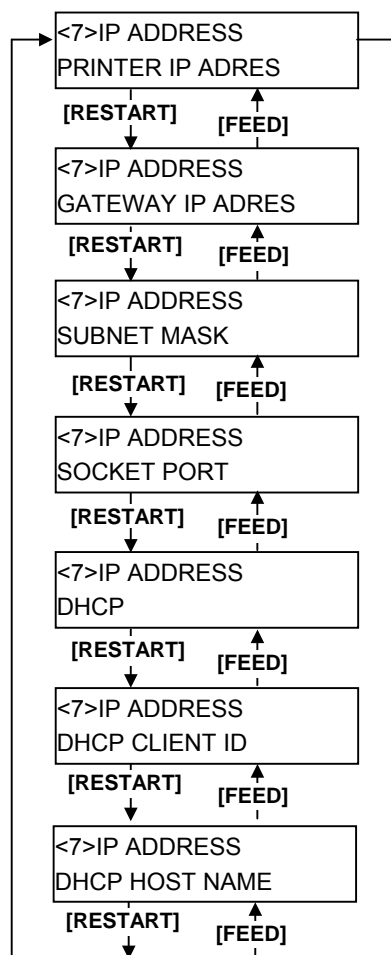 <7>IP ADDRESS
PRINTER IP ADRES
[RESTART] [FEED]
<7>IP ADDRESS
GATEWAY IP ADRES
[RESTART] [FEED]
<7>IP ADDRESS
SUBNET MASK
[RESTART] [FEED]
<7>IP ADDRESS
SOCKET PORT
[RESTART] [FEED]
<7>IP ADDRESS
DHCP
[RESTART] [FEED]
<7>IP ADDRESS
DHCP CLIENT ID
[RESTART] [FEED]
<7>IP ADDRESS
DHCP HOST NAME
[RESTART] [FEED]